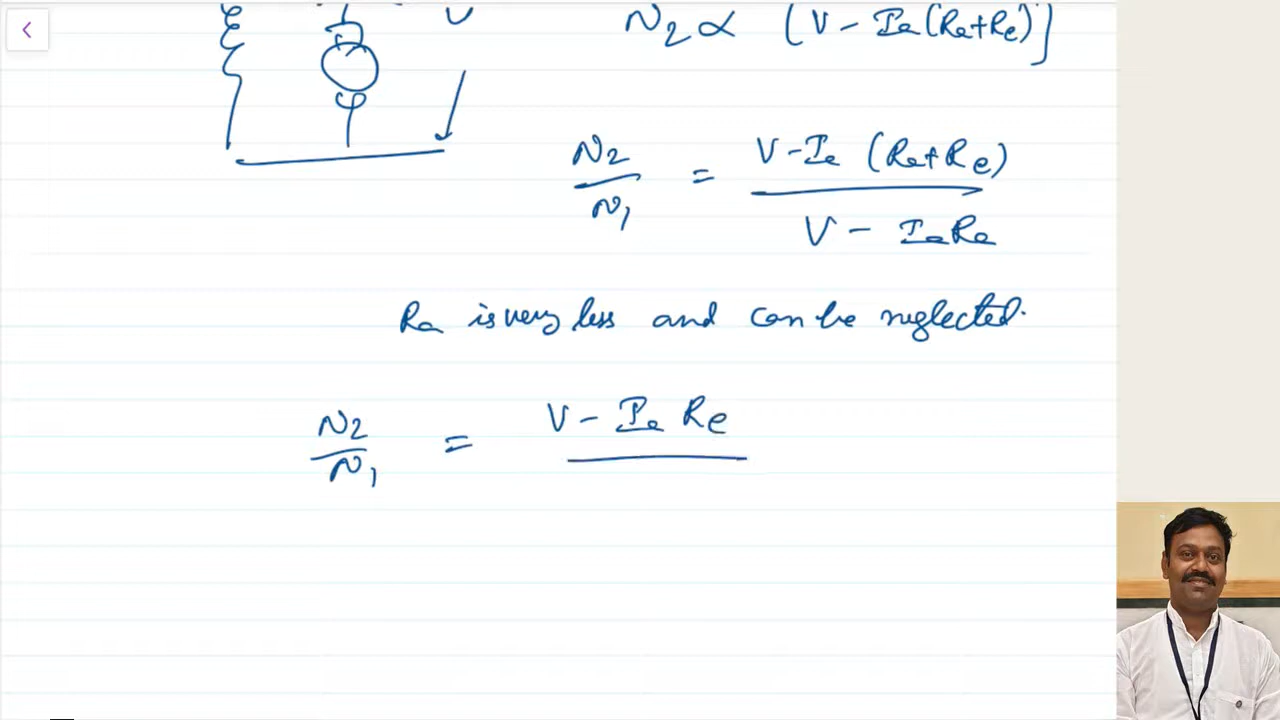 V
N2 ∝ (V - Ia(Ra+Re)]
N2/N1 = V - Ia (Ra+Re) / V - IaRa
Ra is very less and can be neglected.
N2/N1 = V - Ia Re